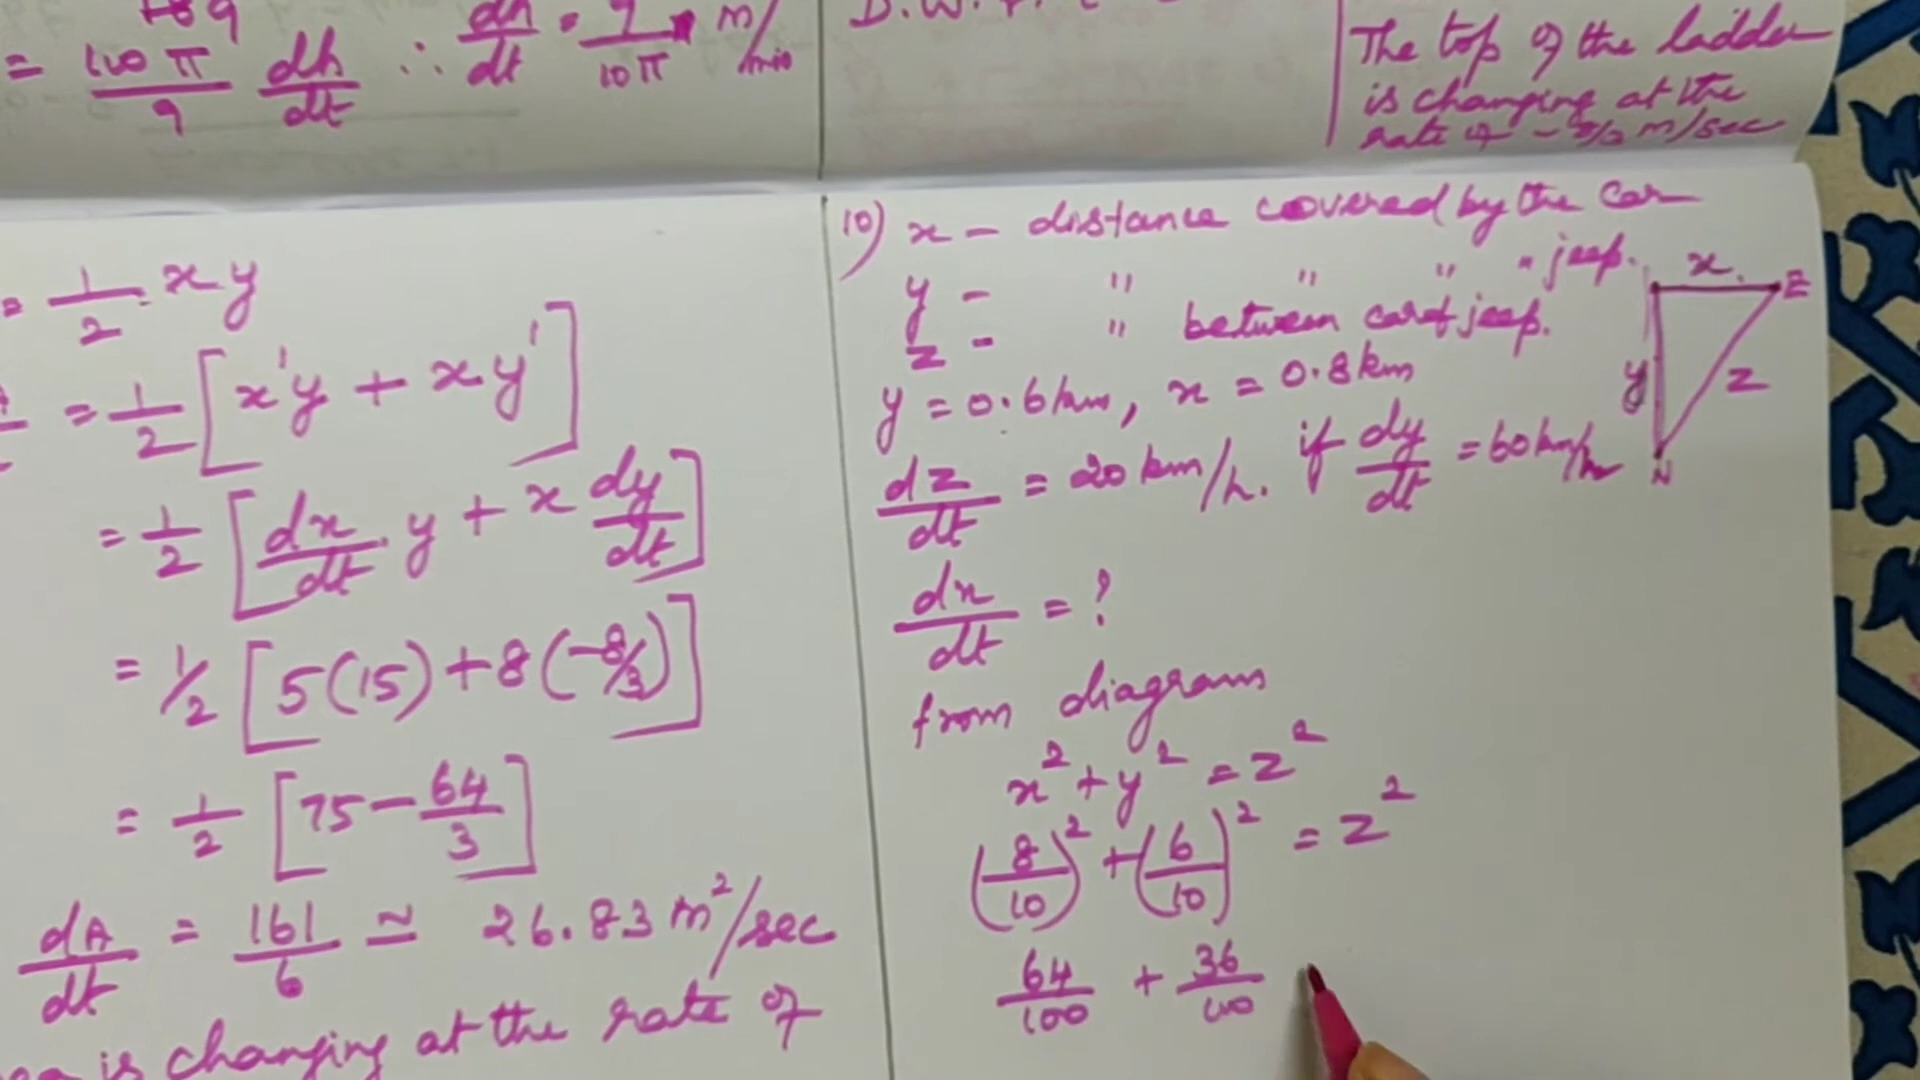 = 110π/9 dh/dt ∴ dh/dt = 9/10π m/min
The top of the ladder
is changing at the
rate of m/sec
= 1/2 . xy
= 1/2 [x'y + xy']
= 1/2 [dx/dt . y + x dy/dt]
= 1/2 [5(15) + 8(-8/3)]
= 1/2 [75 - 64/3]
dA/dt = 161/6 ≃ 26.83 m²/sec
is changing at the rate of
10) x - distance covered by the car
y - " " " " jeep.
z - " between car & jeep.
y = 0.6 km, x = 0.8 km
dz/dt = 20 km/h. if dy/dt = 60 km/h
dx/dt = ?
from diagram
x² + y² = z²
(8/10)² + (6/10)² = z²
64/100 + 36/100
x
E
y
z
N